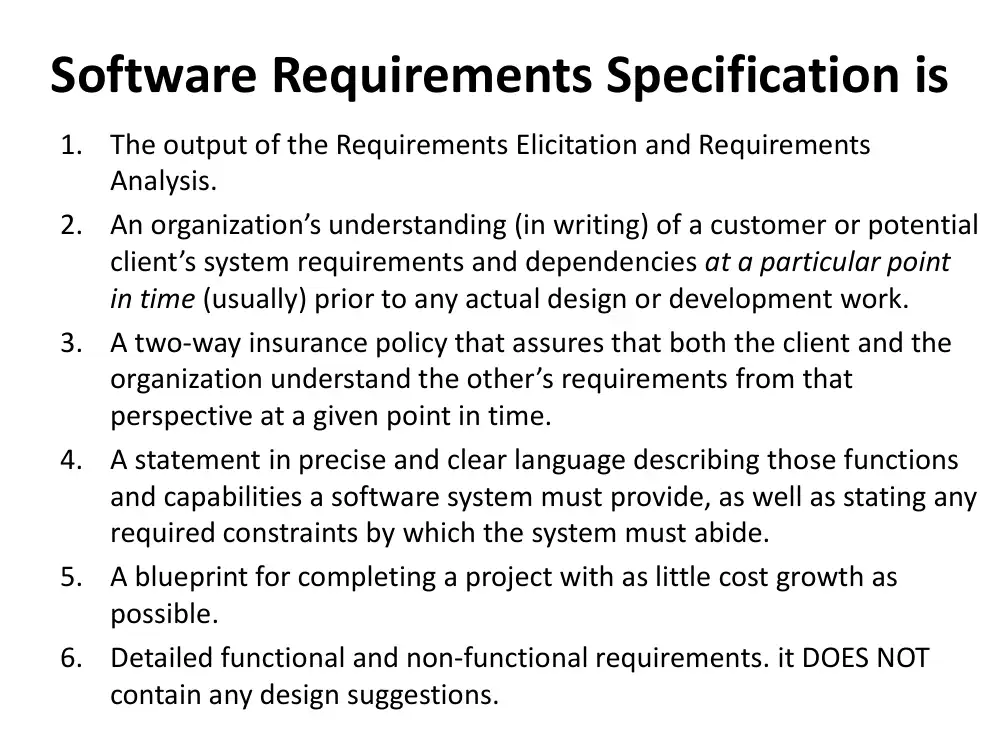 Software Requirements Specification is
1. The output of the Requirements Elicitation and Requirements
Analysis.
2. An organization’s understanding (in writing) of a customer or potential
client’s system requirements and dependencies at a particular point
in time (usually) prior to any actual design or development work.
3. A two-way insurance policy that assures that both the client and the
organization understand the other’s requirements from that
perspective at a given point in time.
4. A statement in precise and clear language describing those functions
and capabilities a software system must provide, as well as stating any
required constraints by which the system must abide.
5. A blueprint for completing a project with as little cost growth as
possible.
6. Detailed functional and non-functional requirements. it DOES NOT
contain any design suggestions.